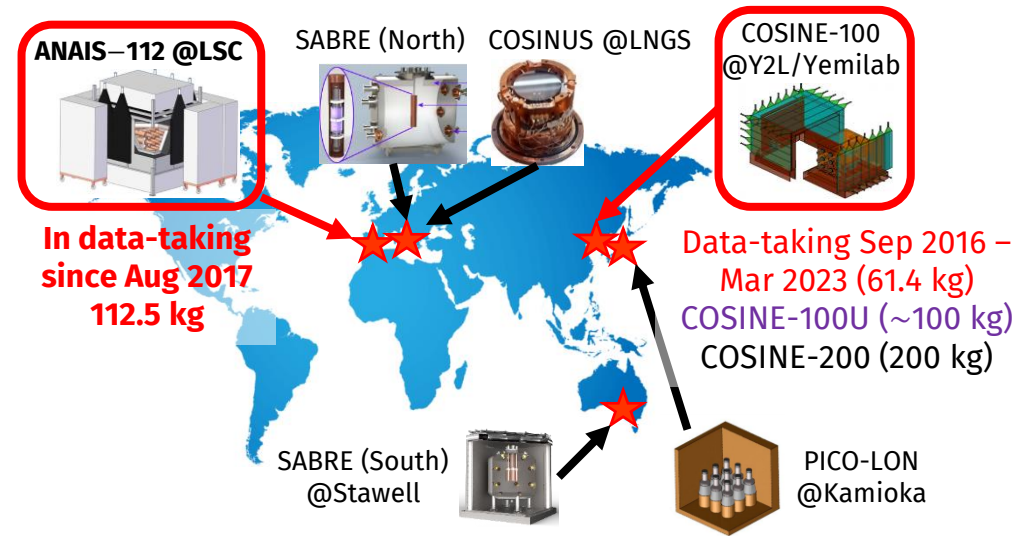 ANAIS−112 @LSC
SABRE (North)
COSINUS @LNGS
COSINE-100
@Y2L/Yemilab
In data-taking
since Aug 2017
112.5 kg
Data-taking Sep 2016 –
Mar 2023 (61.4 kg)
COSINE-100U (~100 kg)
COSINE-200 (200 kg)
SABRE (South)
@Stawell
PICO-LON
@Kamioka